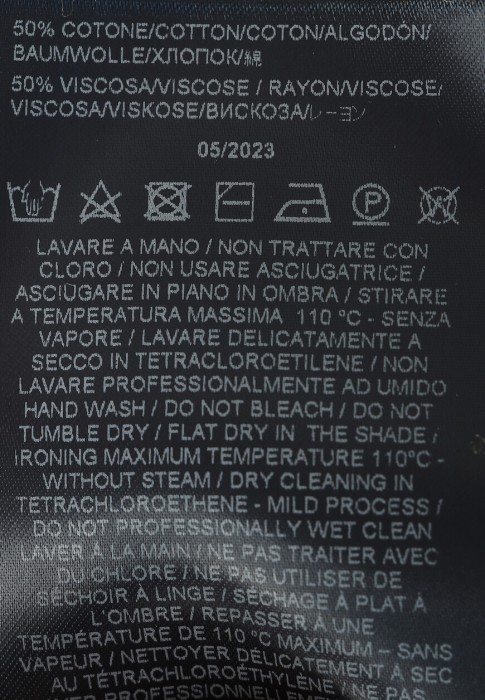 50% COTONE/COTTON/COTON/ALGODÓN/
BAUMWOLLE/ХЛОПОК/綿
50% VISCOSA/VISCOSE / RAYON/VISCOSE/
VISCOSA/VISKOSE/ВИСКОЗА/レーヨン
05/2023
P
W
LAVARE A MANO / NON TRATTARE CON
CLORO / NON USARE ASCIUGATRICE /
ASCIUGARE IN PIANO IN OMBRA / STIRARE
A TEMPERATURA MASSIMA 110 °C - SENZA
VAPORE / LAVARE DELICATAMENTE A
SECCO IN TETRACLOROETILENE / NON
LAVARE PROFESSIONALMENTE AD UMIDO
HAND WASH / DO NOT BLEACH / DO NOT
TUMBLE DRY / FLAT DRY IN THE SHADE /
IRONING MAXIMUM TEMPERATURE 110°C -
WITHOUT STEAM / DRY CLEANING IN
TETRACHLOROETHENE - MILD PROCESS /
DO NOT PROFESSIONALLY WET CLEAN
LAVER À LA MAIN / NE PAS TRAITER AVEC
DU CHLORE / NE PAS UTILISER DE
SÉCHOIR À LINGE / SÉCHAGE À PLAT À
L'OMBRE / REPASSER À UNE
TEMPÉRATURE DE 110 °C MAXIMUM – SANS
VAPEUR / NETTOYER DÉLICATEMENT À SEC
AU TÉTRACHLOROÉTHYLÈNE / NE